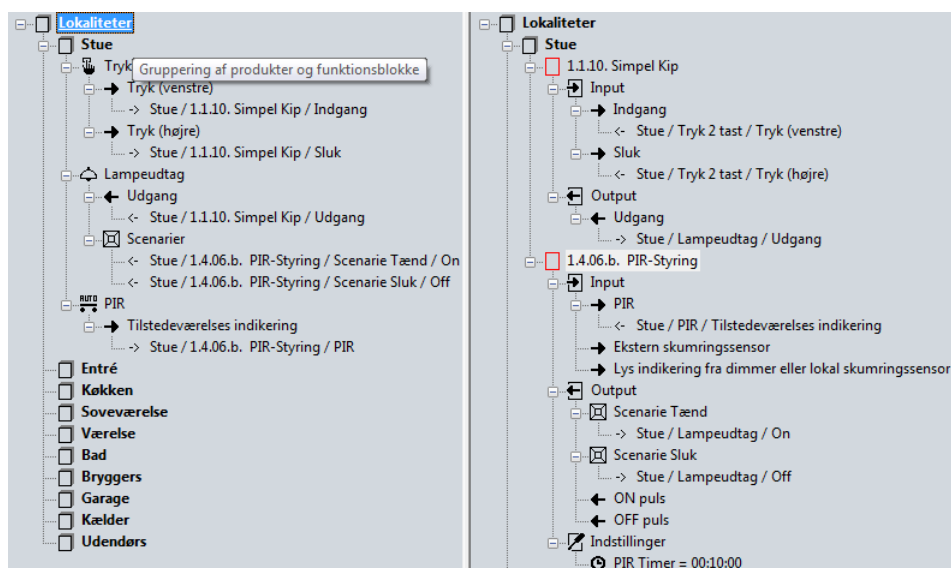 Lokaliteter
Stue
Tryk
Gruppering af produkter og funktionsblokke
Tryk (venstre)
-> Stue / 1.1.10. Simpel Kip / Indgang
Tryk (højre)
-> Stue / 1.1.10. Simpel Kip / Sluk
Lampeudtag
Udgang
<- Stue / 1.1.10. Simpel Kip / Udgang
Scenarier
<- Stue / 1.4.06.b.  PIR-Styring / Scenarie Tænd / On
<- Stue / 1.4.06.b.  PIR-Styring / Scenarie Sluk / Off
AUTO PIR
Tilstedeværelses indikering
-> Stue / 1.4.06.b.  PIR-Styring / PIR
Entré
Køkken
Soveværelse
Værelse
Bad
Bryggers
Garage
Kælder
Udendørs
Lokaliteter
Stue
1.1.10. Simpel Kip
Input
Indgang
<- Stue / Tryk 2 tast / Tryk (venstre)
Sluk
<- Stue / Tryk 2 tast / Tryk (højre)
Output
Udgang
-> Stue / Lampeudtag / Udgang
1.4.06.b.  PIR-Styring
Input
PIR
<- Stue / PIR / Tilstedeværelses indikering
Ekstern skumringssensor
Lys indikering fra dimmer eller lokal skumringssensor
Output
Scenarie Tænd
-> Stue / Lampeudtag / On
Scenarie Sluk
-> Stue / Lampeudtag / Off
ON puls
OFF puls
Indstillinger
PIR Timer = 00:10:00